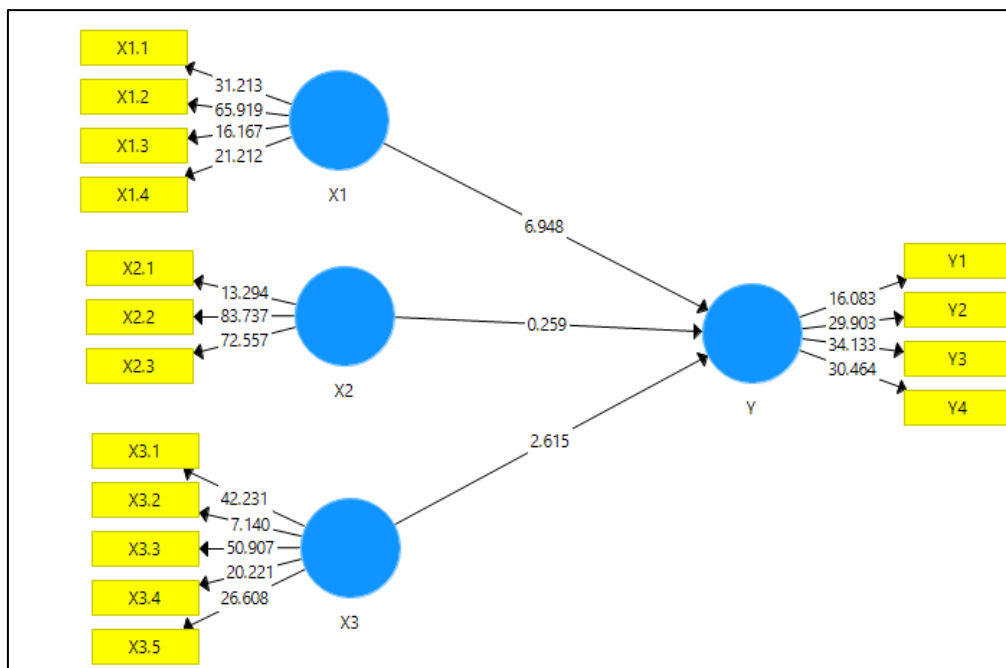 X1.1
X1.2
X1.3
X1.4
31.213
65.919
16.167
21.212
X1
6.948
X2.1
X2.2
X2.3
13.294
83.737
72.557
X2
0.259
X3.1
X3.2
X3.3
X3.4
X3.5
42.231
7.140
50.907
20.221
26.608
X3
2.615
Y
16.083
29.903
34.133
30.464
Y1
Y2
Y3
Y4